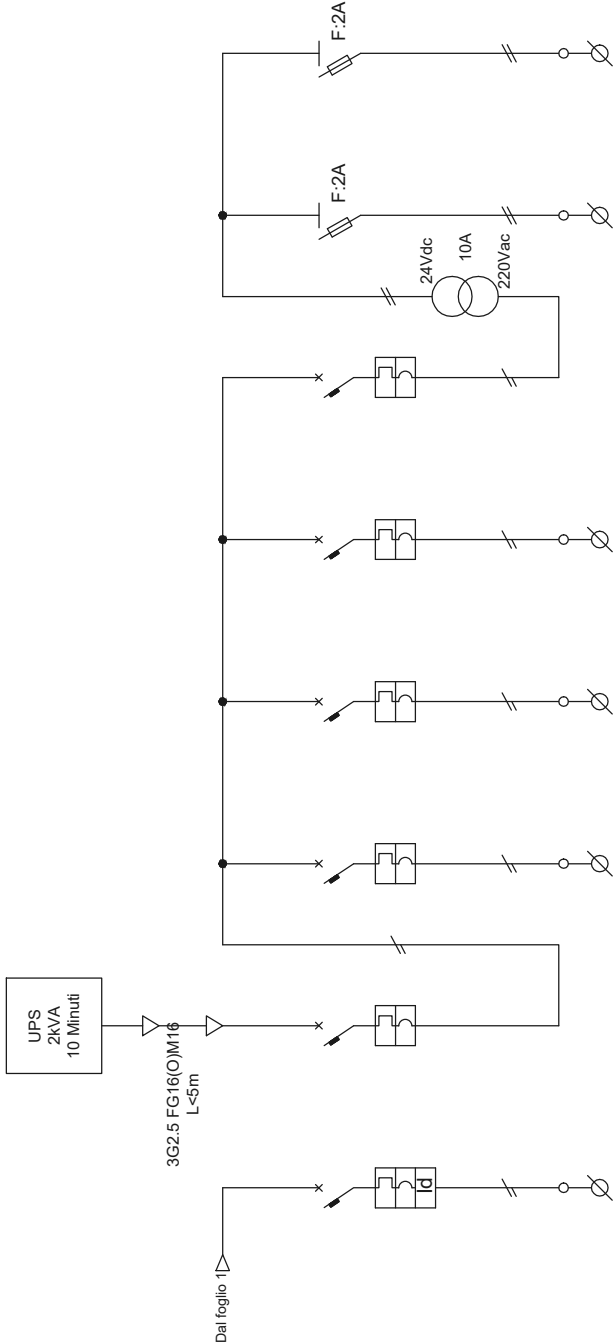 Dal foglio 1
Id
UPS
2kVA
10 Minuti
3G2.5 FG16(O)M16
L<5m
24Vdc
10A
220Vac
F:2A
F:2A